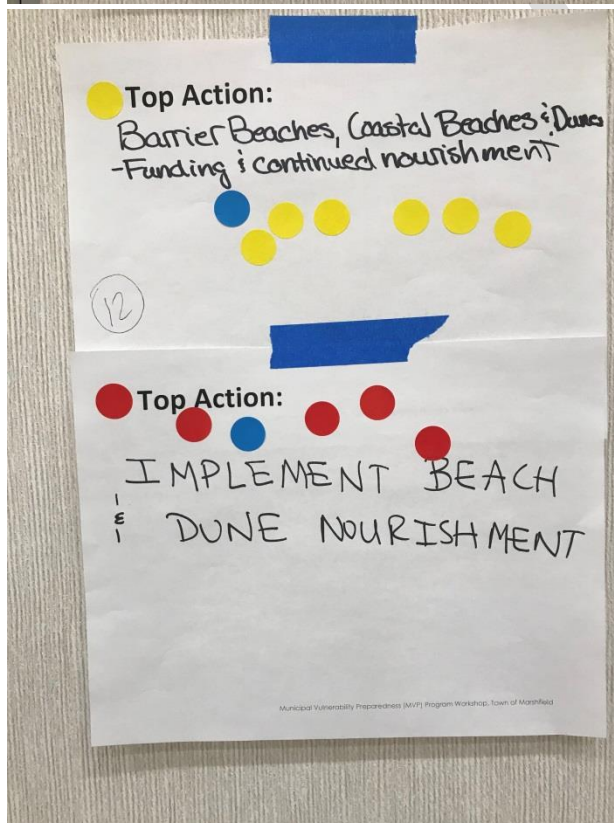 Top Action:
Barrier Beaches, Coastal Beaches & Dunes
-Funding & continued nourishment
12
Top Action:
IMPLEMENT BEACH
& DUNE NOURISHMENT
Municipal Vulnerability Preparedness (MVP) Program Workshop, Town of Marshfield